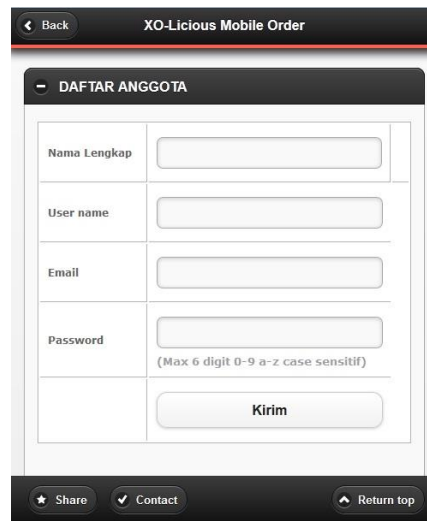 Back XO-Licious Mobile Order
DAFTAR ANGGOTA
Nama Lengkap
User name
Email
Password
(Max 6 digit 0-9 a-z case sensitif)
Kirim
Share Contact Return top